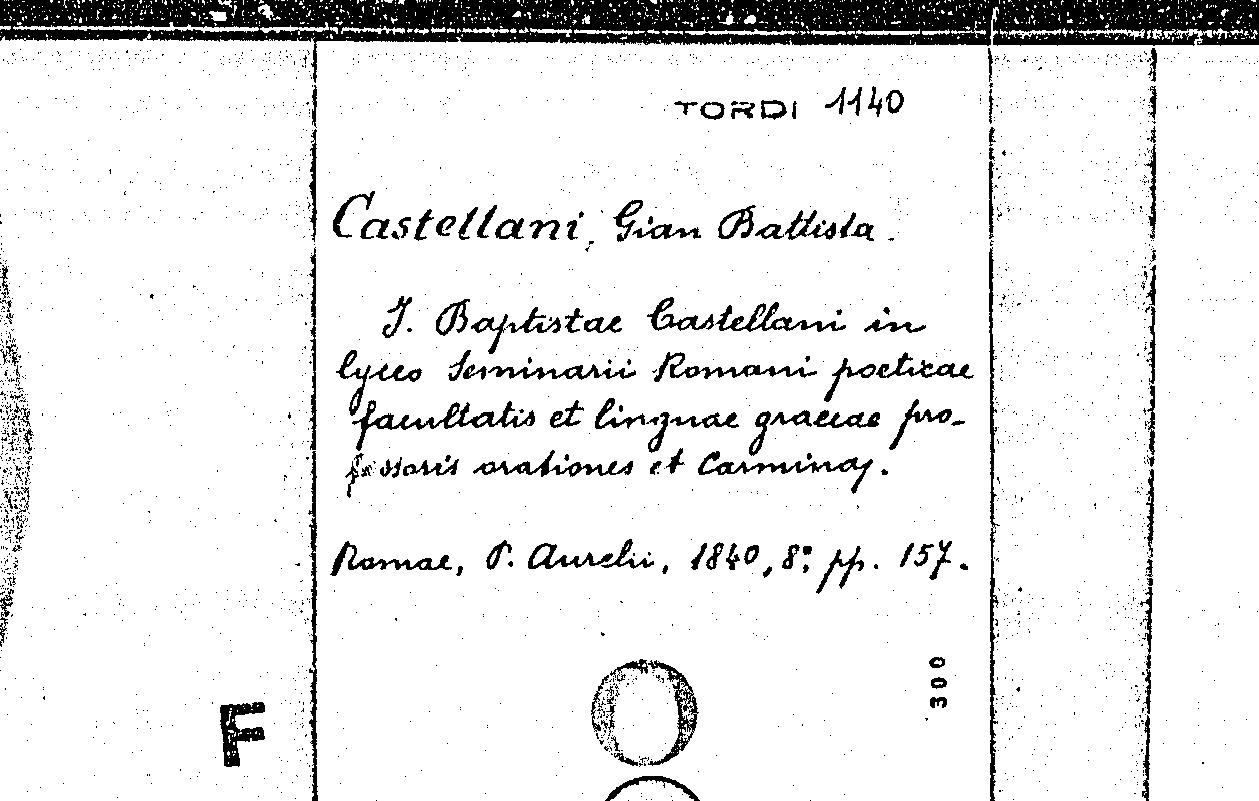 TORDI 1140
Castellani, Gian Battista.
J. Baptistae Castellani in
lyceo Seminarii Romani poeticae
facultatis et linguae graecae pro-
fessoris orationes et Carmina.
Romae, P. Aurelii, 1840, 8°, pp. 157.
300
F